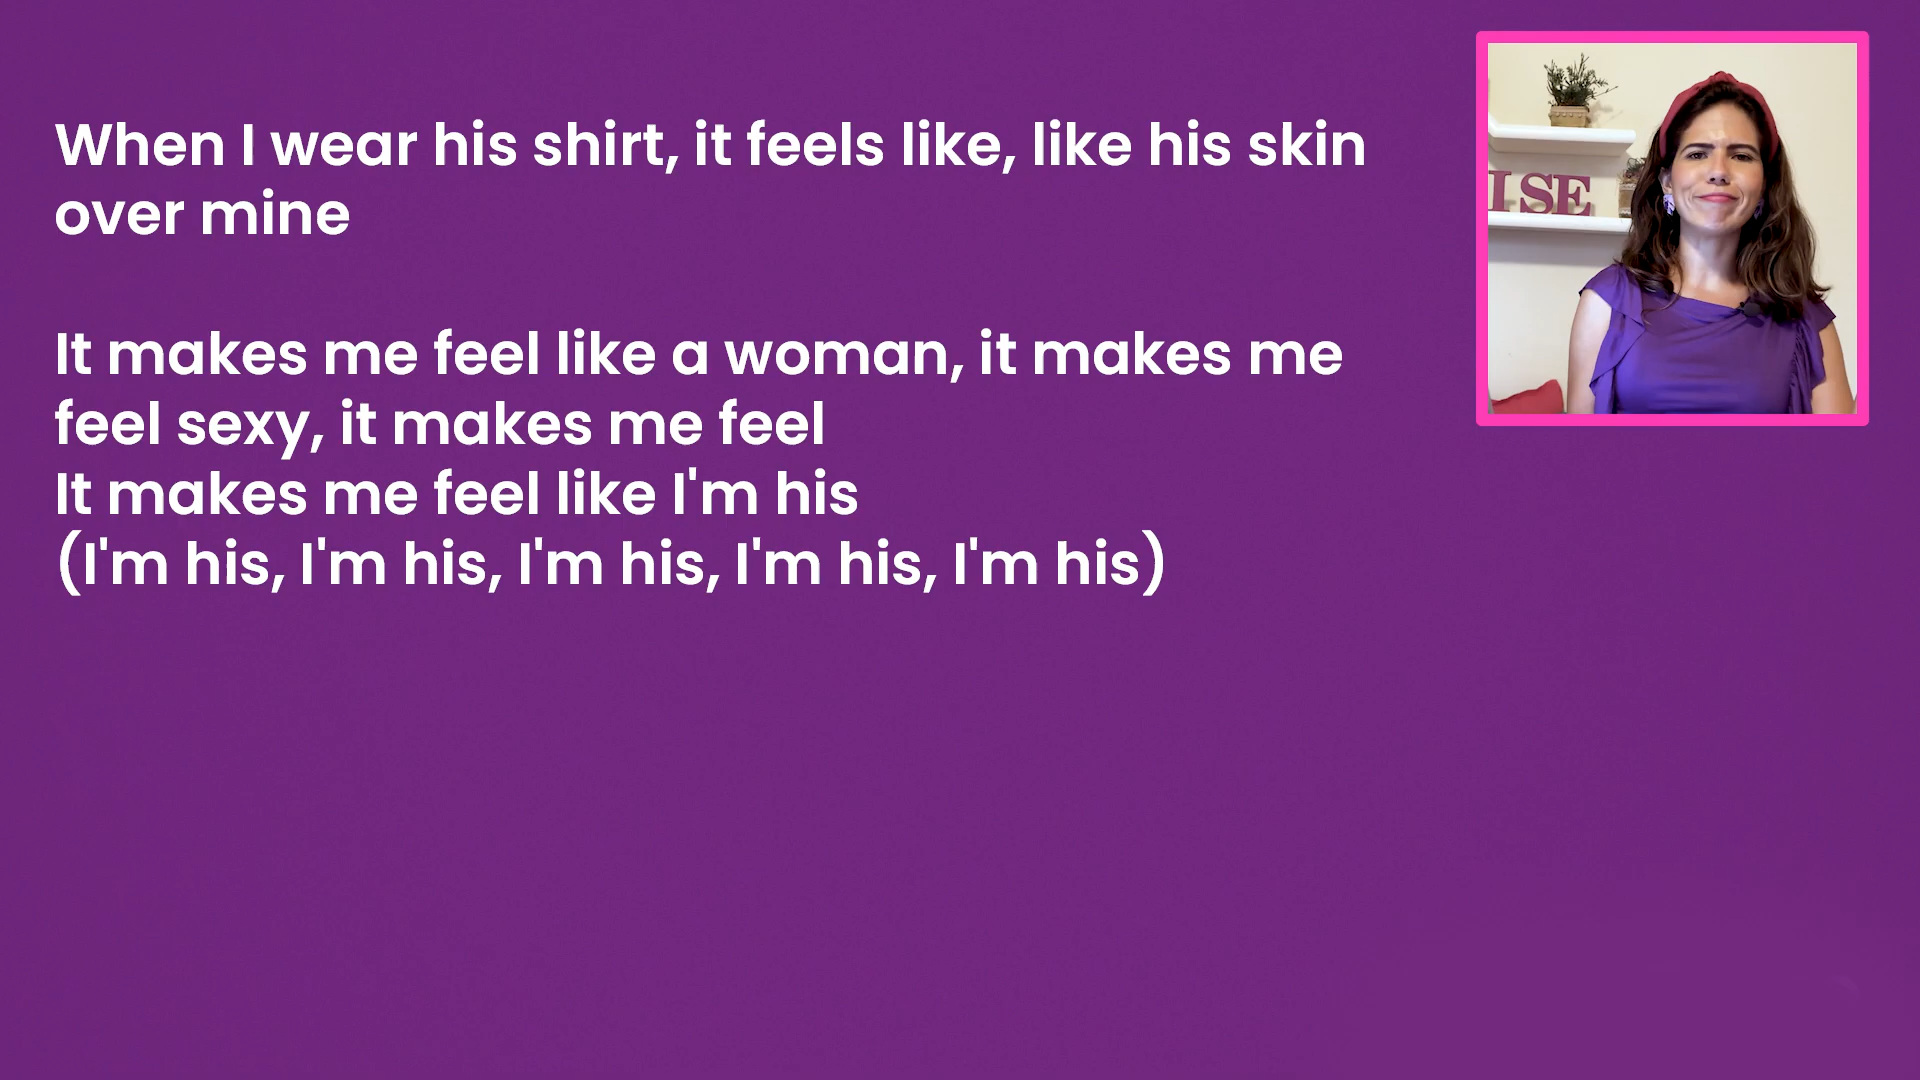 When I wear his shirt, it feels like, like his skin
over mine
It makes me feel like a woman, it makes me
feel sexy, it makes me feel
It makes me feel like I'm his
(I'm his, I'm his, I'm his, I'm his, I'm his)
ISE